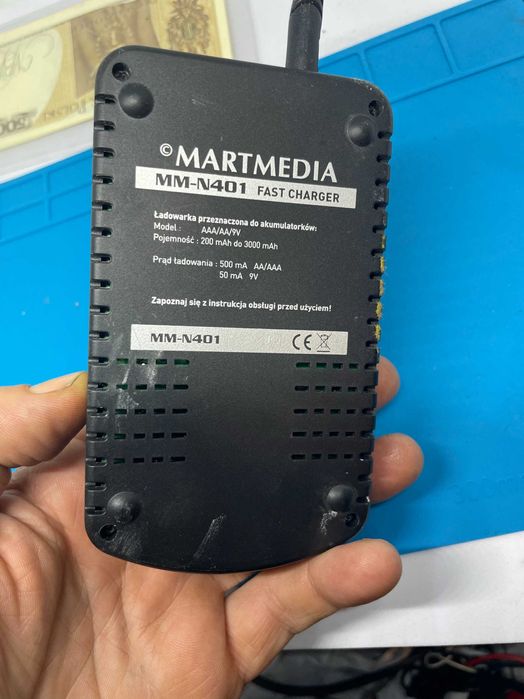 © MARTMEDIA
MM-N401 FAST CHARGER
Ładowarka przeznaczona do akumulatorków:
Model : AAA/AA/9V
Pojemność : 200 mAh do 3000 mAh
Prąd ładowania : 500 mA AA/AAA
50 mA 9V
Zapoznaj się z instrukcja obsługi przed użyciem!
MM-N401 CE